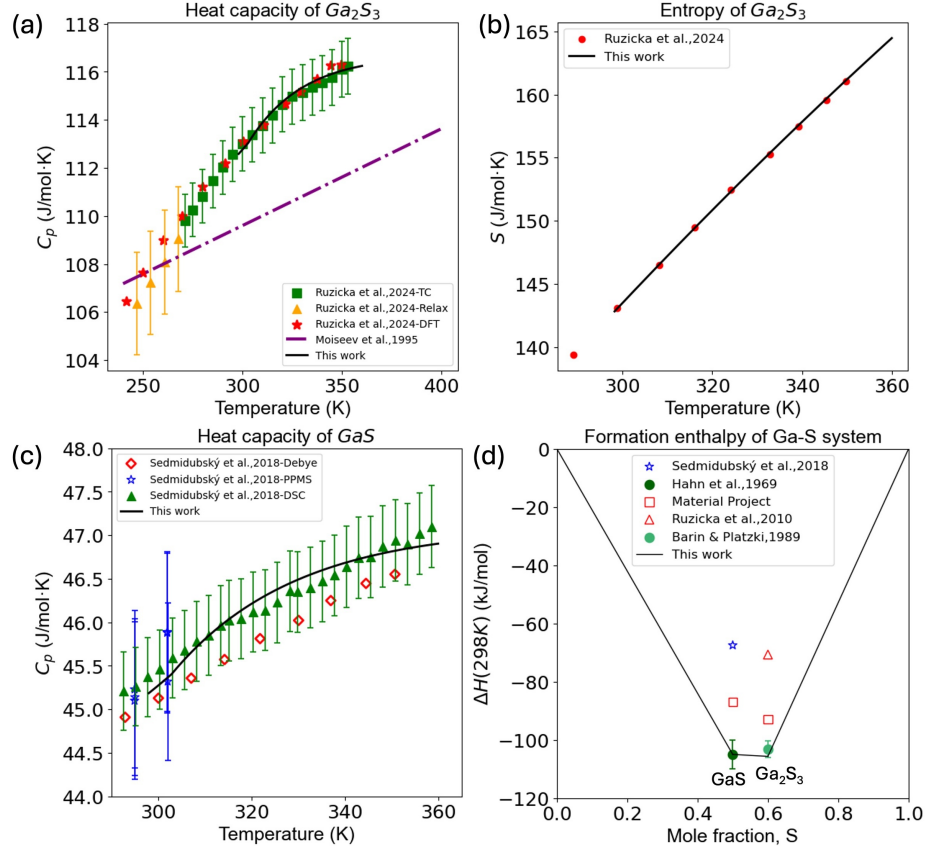 (a)
Heat capacity of Ga₂S₃
118
116
114
112
110
108
106
104
Cₚ (J/mol·K)
Ruzicka et al.,2024-TC
Ruzicka et al.,2024-Relax
Ruzicka et al.,2024-DFT
Moiseev et al.,1995
This work
250 300 350 400
Temperature (K)
(b)
Entropy of Ga₂S₃
165
160
155
150
145
140
S (J/mol·K)
Ruzicka et al.,2024
This work
300 320 340 360
Temperature (K)
(c)
Heat capacity of GaS
48.0
47.5
47.0
46.5
46.0
45.5
45.0
44.5
44.0
Cₚ (J/mol·K)
Sedmidubský et al.,2018-Debye
Sedmidubský et al.,2018-PPMS
Sedmidubský et al.,2018-DSC
This work
300 320 340 360
Temperature (K)
(d)
Formation enthalpy of Ga-S system
0
−20
−40
−60
−80
−100
−120
ΔH(298K) (kJ/mol)
Sedmidubský et al.,2018
Hahn et al.,1969
Material Project
Ruzicka et al.,2010
Barin & Platzki,1989
This work
GaS Ga₂S₃
0.0 0.2 0.4 0.6 0.8 1.0
Mole fraction, S